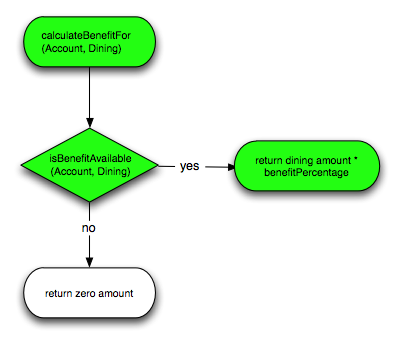 calculateBenefitFor
(Account, Dining)
isBenefitAvailable
(Account, Dining)
yes
return dining amount *
benefitPercentage
no
return zero amount